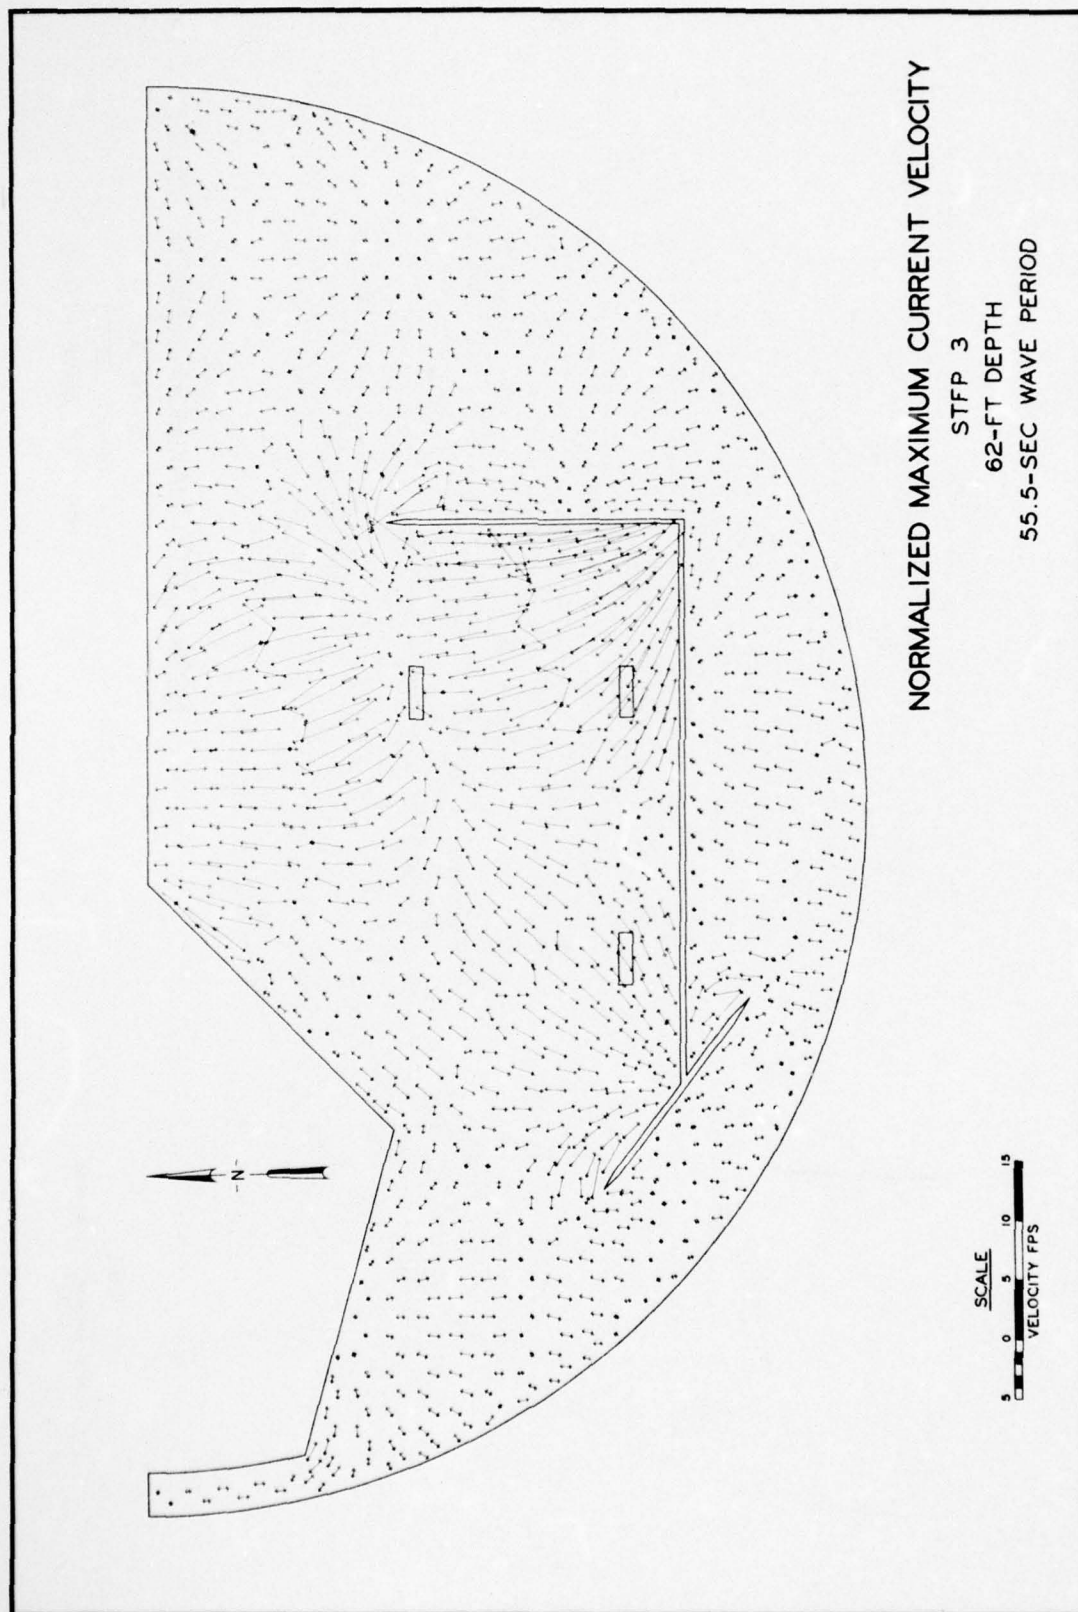 NORMALIZED MAXIMUM CURRENT VELOCITY
STFP 3
62-FT DEPTH
55.5-SEC WAVE PERIOD
-N-
SCALE
5 0 5 10 15
VELOCITY FPS